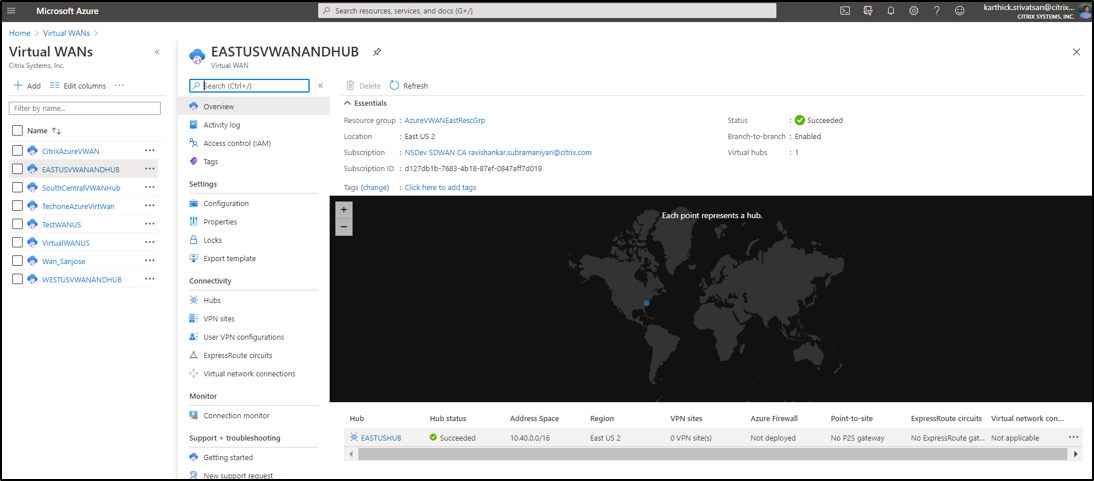 Microsoft Azure
Search resources, services, and docs (G+/)
karthick.srivatsan@citrix...
CITRIX SYSTEMS, INC.
Home > Virtual WANs >
Virtual WANs
Citrix Systems, Inc.
Add Edit columns ...
Filter by name...
Name
CitrixAzureVWAN
EASTUSVWANANDHUB
SouthCentralVWANHub
TechoneAzureVirtWan
TestWANUS
VirtualWANUS
Wan_Sanjose
WESTUSVWANANDHUB
EASTUSVWANANDHUB
Virtual WAN
Search (Ctrl+/)
Overview
Activity log
Access control (IAM)
Tags
Settings
Configuration
Properties
Locks
Export template
Connectivity
Hubs
VPN sites
User VPN configurations
ExpressRoute circuits
Virtual network connections
Monitor
Connection monitor
Support + troubleshooting
Getting started
New support request
Delete Refresh
Essentials
Resource group : AzureVWANEastRescGrp
Location : East US 2
Subscription : NSDev SDWAN CA ravishankar.subramaniyan@citrix.com
Subscription ID : d127db1b-7683-4b18-87ef-0847aff7d019
Tags (change) : Click here to add tags
Status : Succeeded
Branch-to-branch : Enabled
Virtual hubs : 1
+
−
Each point represents a hub.
Hub Hub status Address Space Region VPN sites Azure Firewall Point-to-site ExpressRoute circuits Virtual network con...
EASTUSHUB Succeeded 10.40.0.0/16 East US 2 0 VPN site(s) Not deployed No P2S gateway No ExpressRoute gat... Not applicable ...